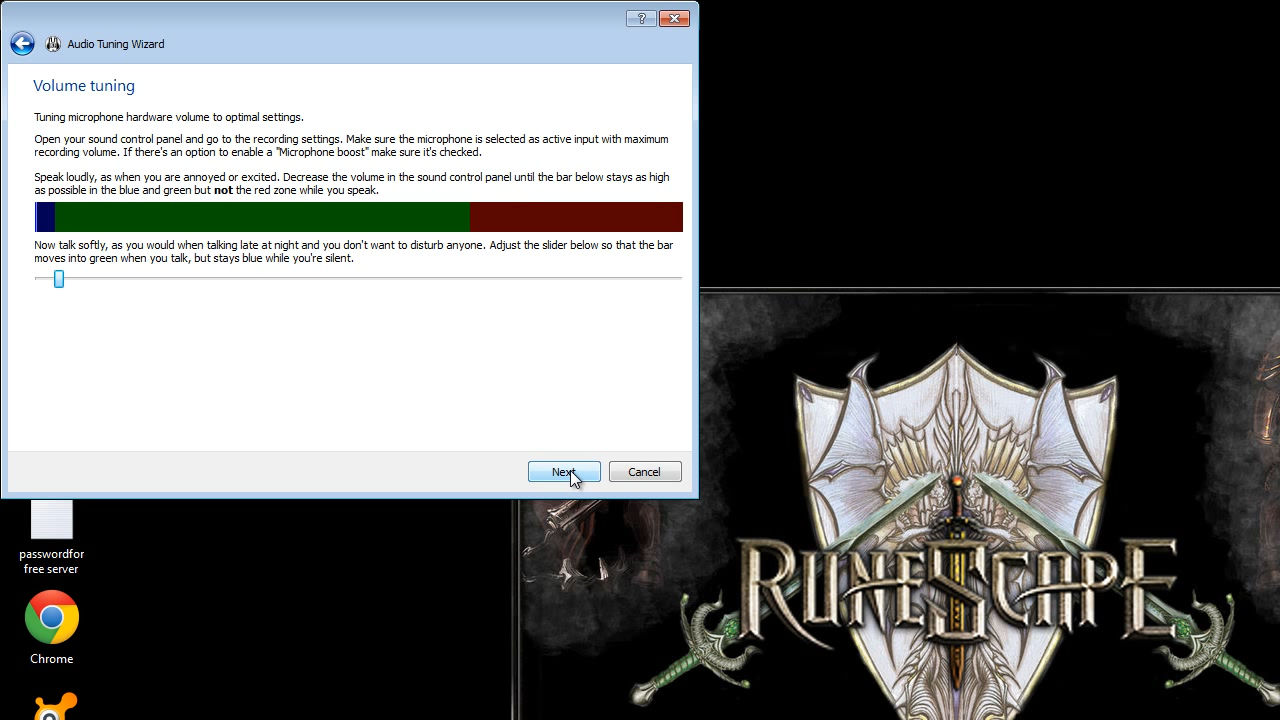 ?
Audio Tuning Wizard
Volume tuning
Tuning microphone hardware volume to optimal settings.
Open your sound control panel and go to the recording settings. Make sure the microphone is selected as active input with maximum
recording volume. If there's an option to enable a "Microphone boost" make sure it's checked.
Speak loudly, as when you are annoyed or excited. Decrease the volume in the sound control panel until the bar below stays as high
as possible in the blue and green but not the red zone while you speak.
Now talk softly, as you would when talking late at night and you don't want to disturb anyone. Adjust the slider below so that the bar
moves into green when you talk, but stays blue while you're silent.
Next
Cancel
passwordfor
free server
Chrome
RUNESCAPE